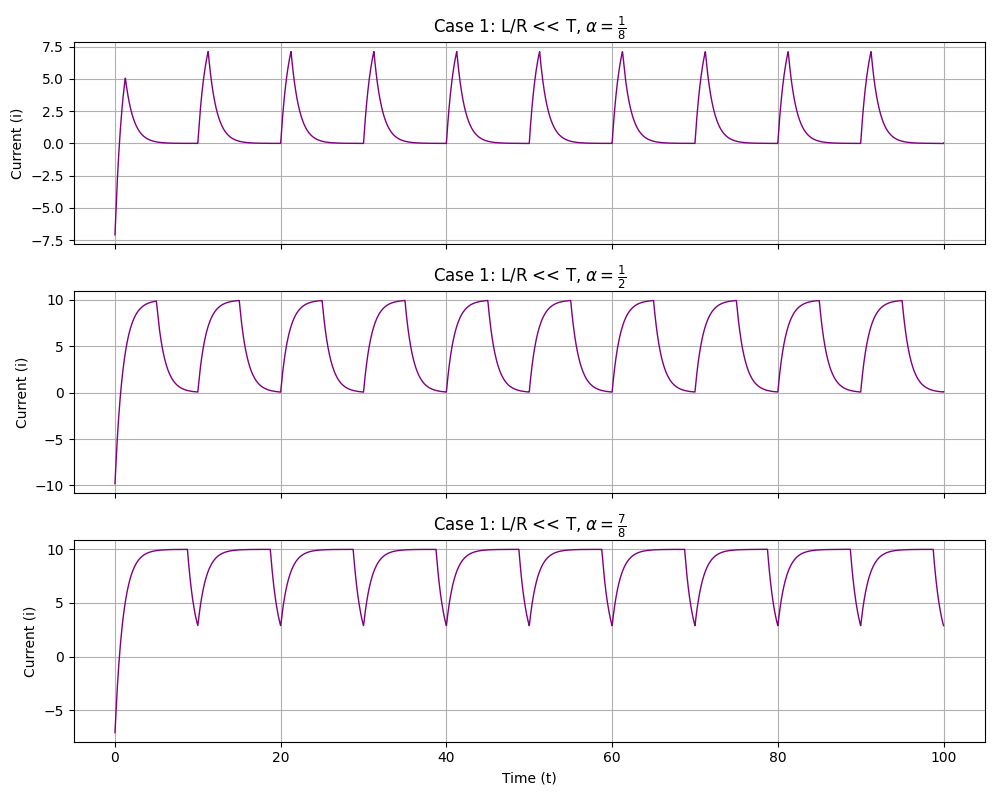 Case 1: L/R << T, α = 1/8
7.5
5.0
2.5
0.0
−2.5
−5.0
−7.5
Current (i)
Case 1: L/R << T, α = 1/2
10
5
0
−5
−10
Current (i)
Case 1: L/R << T, α = 7/8
10
5
0
−5
Current (i)
0 20 40 60 80 100
Time (t)